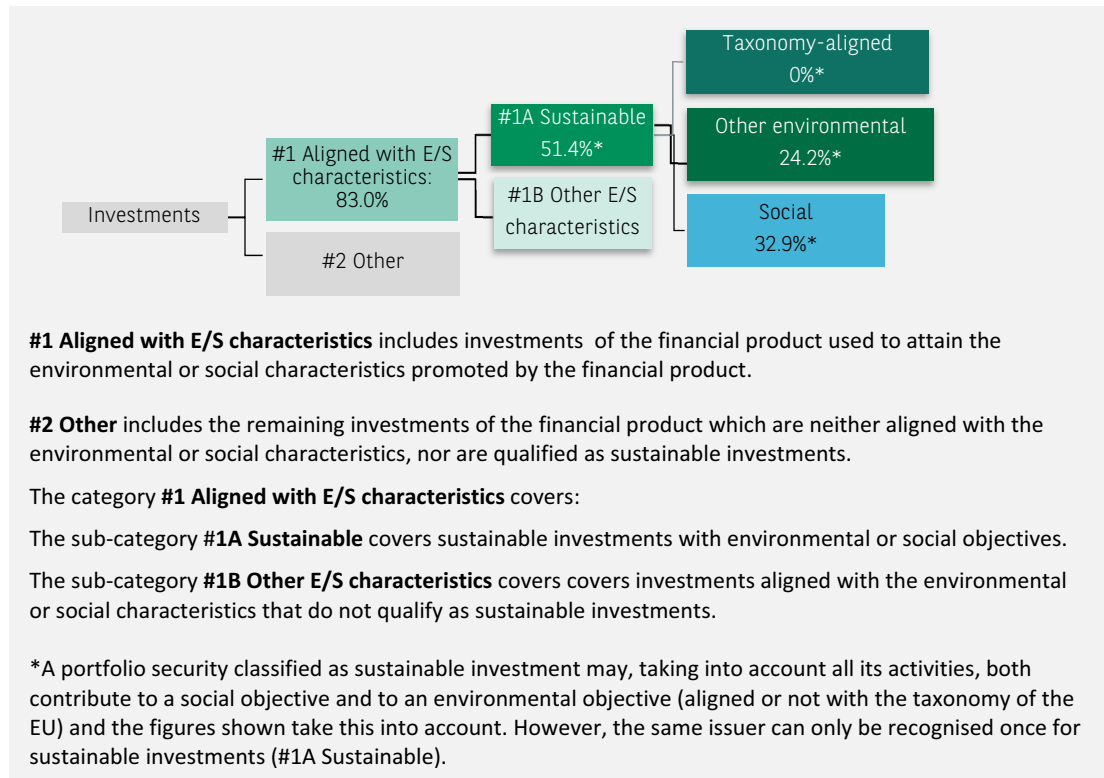 Taxonomy-aligned
0%*
#1A Sustainable
51.4%*
Other environmental
24.2%*
#1 Aligned with E/S
characteristics:
83.0%
#1B Other E/S
characteristics
Investments
Social
32.9%*
#2 Other
#1 Aligned with E/S characteristics includes investments of the financial product used to attain the
environmental or social characteristics promoted by the financial product.
#2 Other includes the remaining investments of the financial product which are neither aligned with the
environmental or social characteristics, nor are qualified as sustainable investments.
The category #1 Aligned with E/S characteristics covers:
The sub-category #1A Sustainable covers sustainable investments with environmental or social objectives.
The sub-category #1B Other E/S characteristics covers covers investments aligned with the environmental
or social characteristics that do not qualify as sustainable investments.
*A portfolio security classified as sustainable investment may, taking into account all its activities, both
contribute to a social objective and to an environmental objective (aligned or not with the taxonomy of the
EU) and the figures shown take this into account. However, the same issuer can only be recognised once for
sustainable investments (#1A Sustainable).